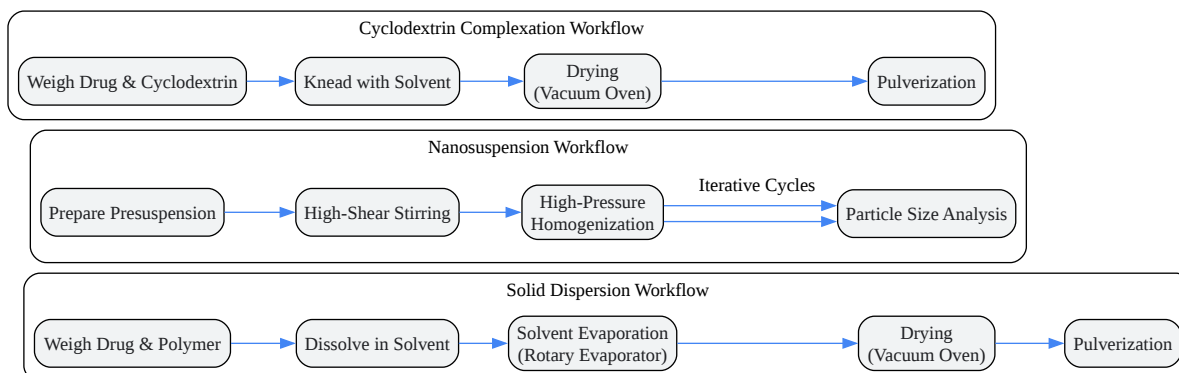 Cyclodextrin Complexation Workflow
Weigh Drug & Cyclodextrin
Knead with Solvent
Drying
(Vacuum Oven)
Pulverization
Nanosuspension Workflow
Prepare Presuspension
High-Shear Stirring
High-Pressure
Homogenization
Iterative Cycles
Particle Size Analysis
Solid Dispersion Workflow
Weigh Drug & Polymer
Dissolve in Solvent
Solvent Evaporation
(Rotary Evaporator)
Drying
(Vacuum Oven)
Pulverization